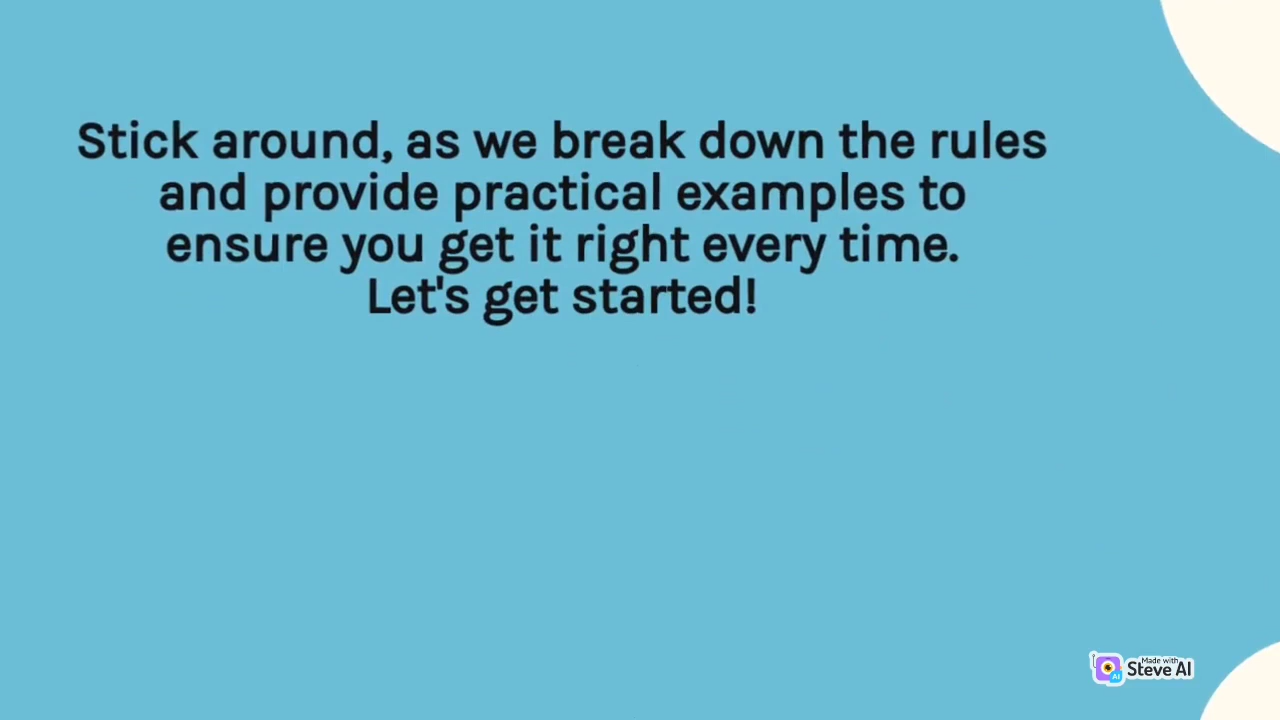 Stick around, as we break down the rules
and provide practical examples to
ensure you get it right every time.
Let's get started!
Made with
Steve AI
AI